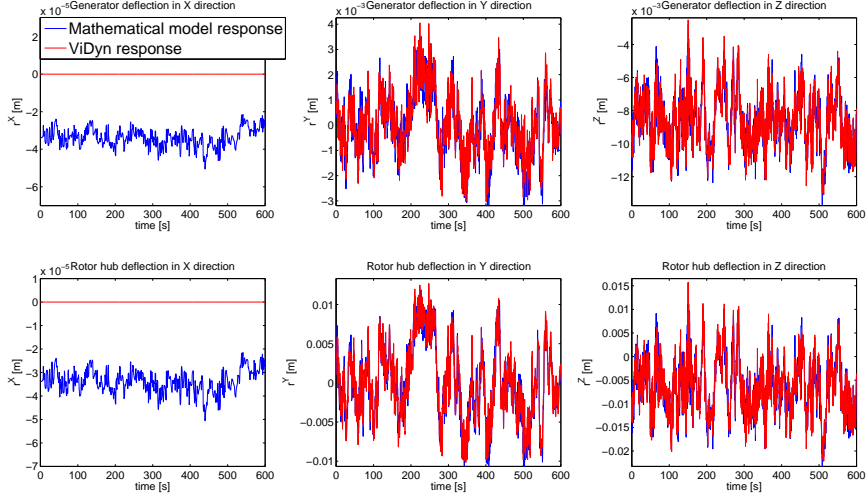 x 10⁻⁵ Generator deflection in X direction
x 10⁻³ Generator deflection in Y direction
x 10⁻³ Generator deflection in Z direction
Mathematical model response
ViDyn response
0
−2
−4
−6
r^X [m]
0 100 200 300 400 500 600
time [s]
4
3
2
1
0
−1
−2
−3
r^Y [m]
0 100 200 300 400 500 600
time [s]
−4
−6
−8
−10
−12
r^Z [m]
0 100 200 300 400 500 600
time [s]
x 10⁻⁵ Rotor hub deflection in X direction
Rotor hub deflection in Y direction
Rotor hub deflection in Z direction
1
0
−1
−2
−3
−4
−5
−6
−7
r^X [m]
0 100 200 300 400 500 600
time [s]
0.01
0.005
0
−0.005
−0.01
r^Y [m]
0 100 200 300 400 500 600
time [s]
0.015
0.01
0.005
0
−0.005
−0.01
−0.015
−0.02
r^Z [m]
0 100 200 300 400 500 600
time [s]